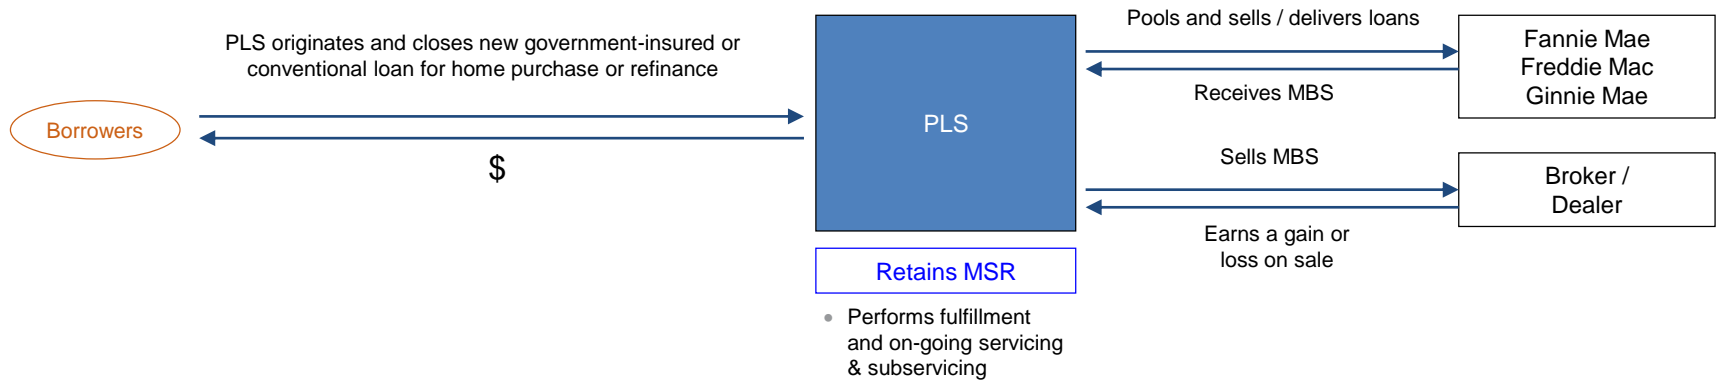 PLS originates and closes new government-insured or
conventional loan for home purchase or refinance
Borrowers
$
PLS
Retains MSR
Performs fulfillment
and on-going servicing
& subservicing
Pools and sells / delivers loans
Receives MBS
Fannie Mae
Freddie Mac
Ginnie Mae
Sells MBS
Earns a gain or
loss on sale
Broker /
Dealer